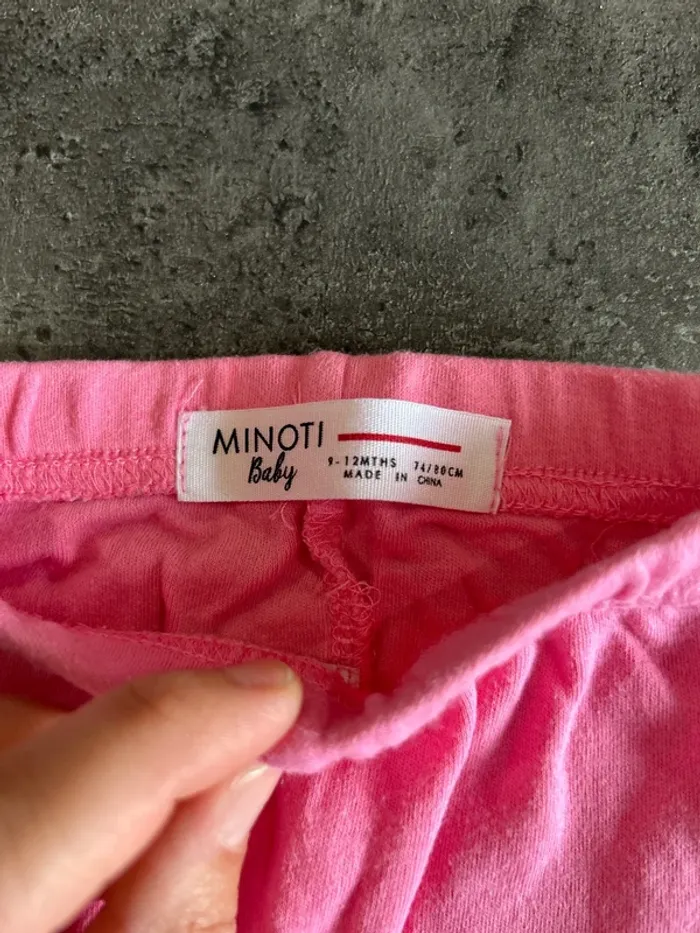 MINOTI
Baby
9-12MTHS 74/80CM
MADE IN CHINA